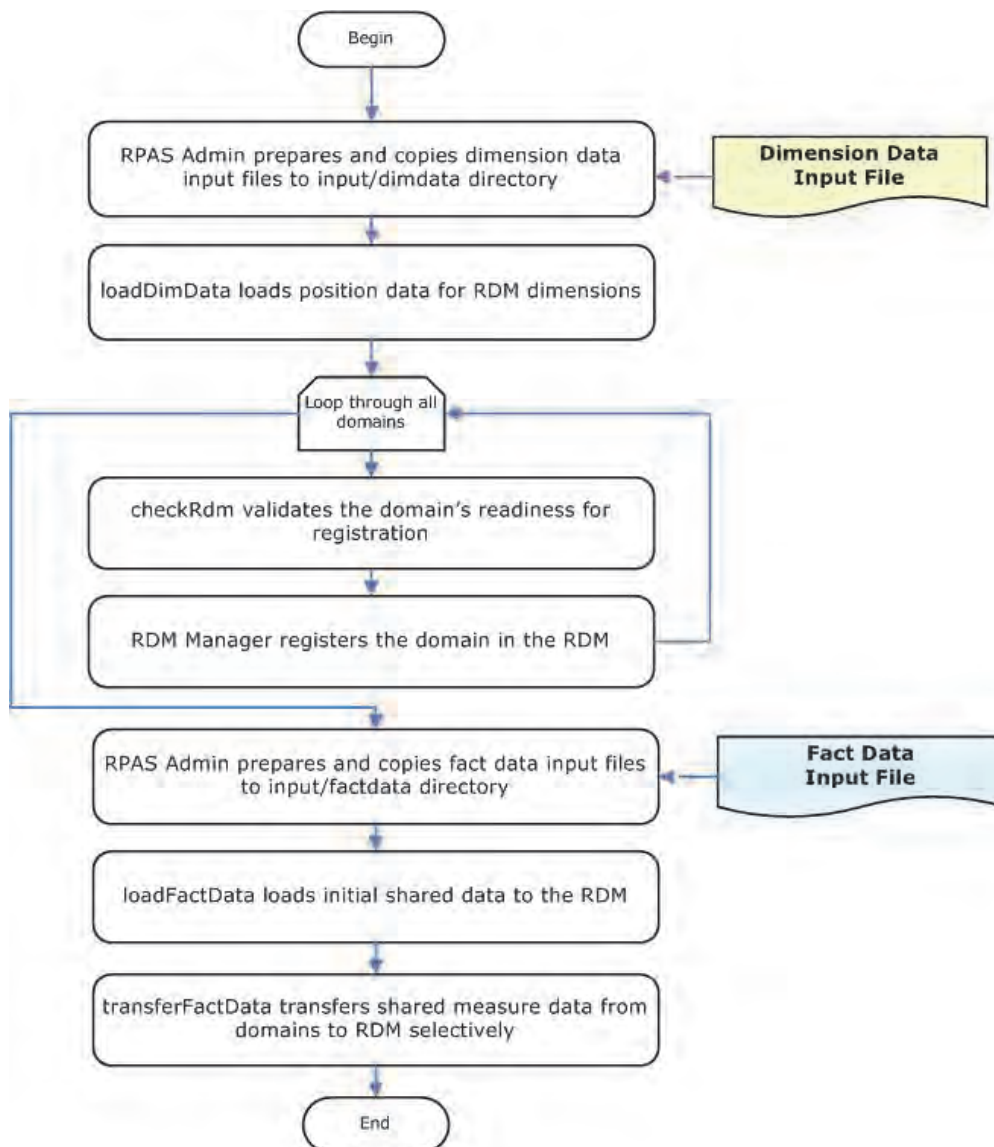 Begin
RPAS Admin prepares and copies dimension data
input files to input/dimdata directory
Dimension Data
Input File
loadDimData loads position data for RDM dimensions
Loop through all
domains
checkRdm validates the domain's readiness for
registration
RDM Manager registers the domain in the RDM
RPAS Admin prepares and copies fact data input files
to input/factdata directory
Fact Data
Input File
loadFactData loads initial shared data to the RDM
transferFactData transfers shared measure data from
domains to RDM selectively
End